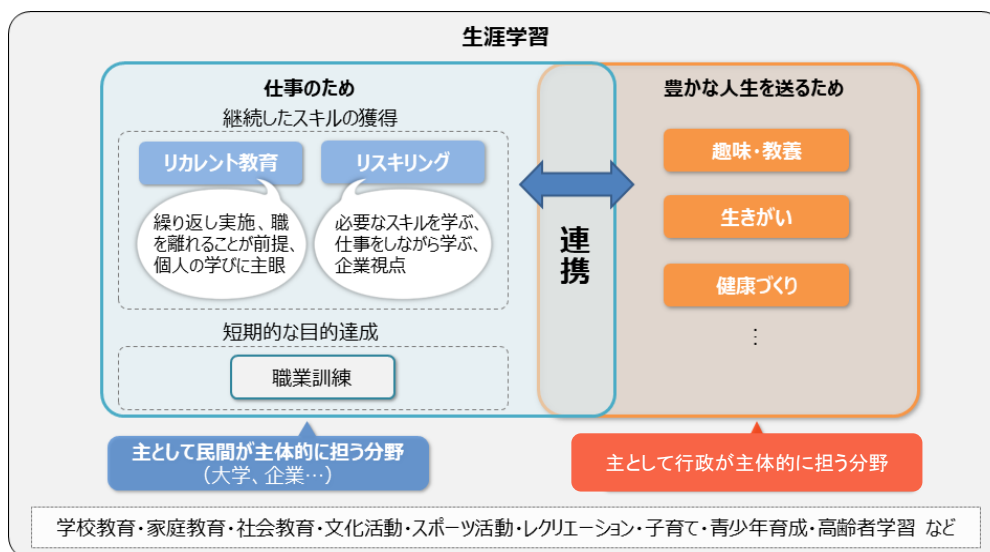 生涯学習
仕事のため
継続したスキルの獲得
リカレント教育
リスキリング
繰り返し実施、職
を離れることが前提、
個人の学びに主眼
必要なスキルを学ぶ、
仕事をしながら学ぶ、
企業視点
短期的な目的達成
職業訓練
連携
豊かな人生を送るため
趣味・教養
生きがい
健康づくり
⋮
主として民間が主体的に担う分野
（大学、企業…）
主として行政が主体的に担う分野
学校教育・家庭教育・社会教育・文化活動・スポーツ活動・レクリエーション・子育て・青少年育成・高齢者学習 など